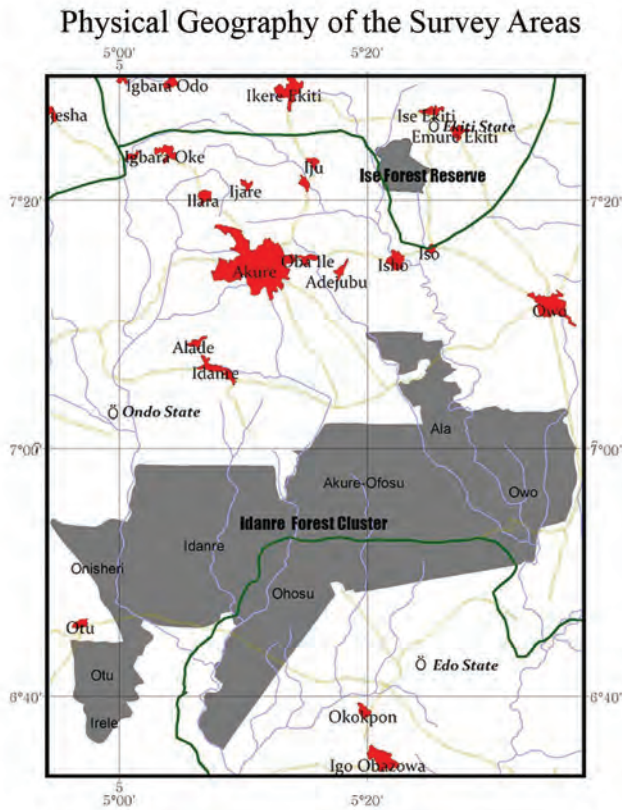 Physical Geography of the Survey Areas
5°00'
5
5°20'
Igbara Odo
Ikere Ekiti
Jesha
Ise Ekiti
Ö Ekiti State
Emure Ekiti
Igbara Oke
Iju
Ise Forest Reserve
Ijare
7°20'
7°20'
Ilara
Iso
Oba Ile
Isho
Akure
Adejubu
Owo
Alade
Idanre
Ö Ondo State
Ala
7°00'
7°00'
Akure-Ofosu
Owo
Idanre Forest Cluster
Idanre
Onisheri
Ohosu
Otu
Ö Edo State
Otu
6°40'
6°40'
Okokpon
Irele
Igo Obazowa
5
5°00'
5°20'